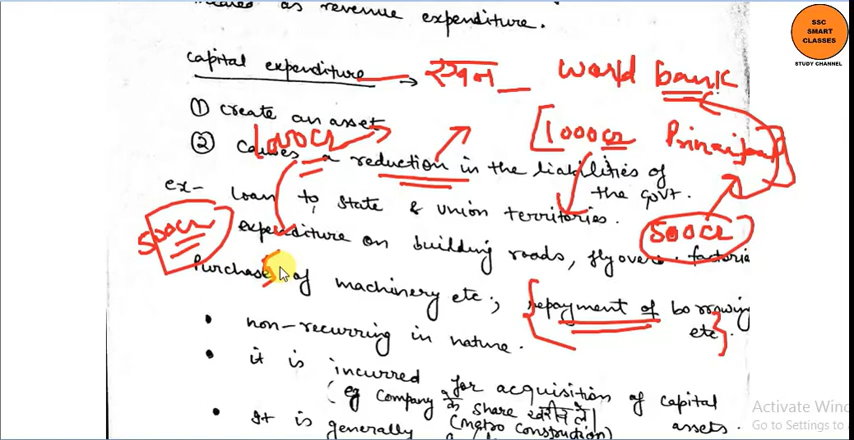 as revenue expenditure.
SSC
SMART
CLASSES
STUDY CHANNEL
Capital expenditure → World bank
① Create an asset
1000cr [1000cr Principal
② Causes a reduction in the liabilities of
the govt.
ex- Loan to State & union territories.
500cr expenditure on building roads, flyovers, factorie
500cr
Purchase of machinery etc, {repayment of borrowing
etc.}
• non-recurring in nature.
• it is incurred for acquisition of capital
assets.
(eg Company के share खरीद ले)
• It is generally (metro construction)
Activate Wind
Go to Settings to